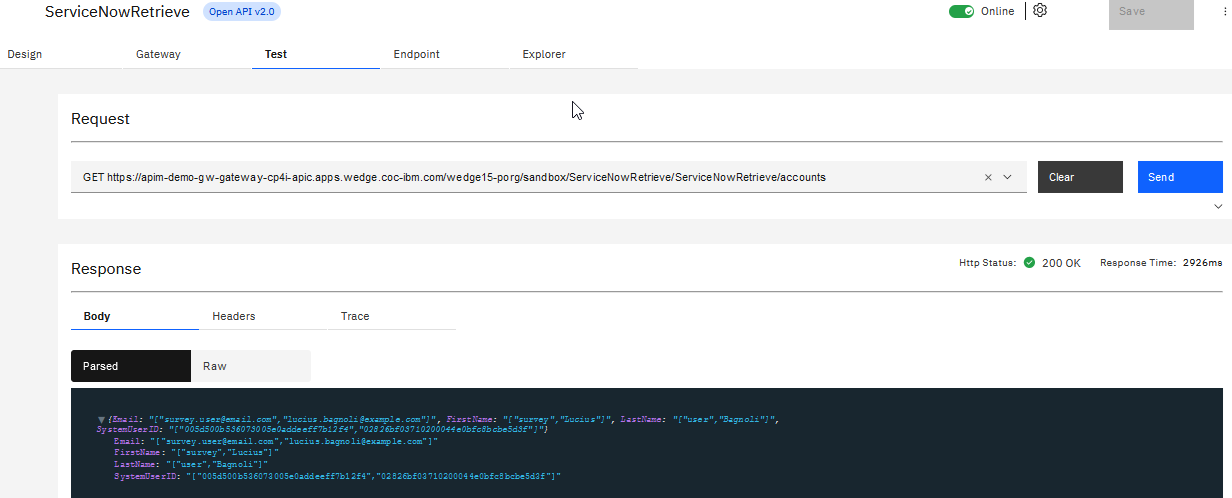 ServiceNowRetrieve Open API v2.0 Online Save
Design Gateway Test Endpoint Explorer
Request
GET https://apim-demo-gw-gateway-cp4i-apic.apps.wedge.coc-ibm.com/wedge15-porg/sandbox/ServiceNowRetrieve/ServiceNowRetrieve/accounts Clear Send
Response Http Status: 200 OK Response Time: 2926ms
Body Headers Trace
Parsed Raw
{Email: "["survey.user@email.com","lucius.bagnoli@example.com"]", FirstName: "["survey","Lucius"]", LastName: "["user","Bagnoli"]",
SystemUserID: "["005d500b536073005e0addeeff7b12f4","02826bf03710200044e0bfc8bcbe5d3f"]"}
Email: "["survey.user@email.com","lucius.bagnoli@example.com"]"
FirstName: "["survey","Lucius"]"
LastName: "["user","Bagnoli"]"
SystemUserID: "["005d500b536073005e0addeeff7b12f4","02826bf03710200044e0bfc8bcbe5d3f"]"